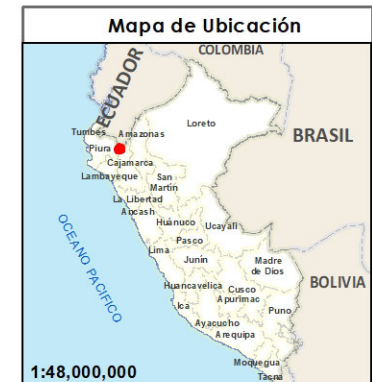 Mapa de Ubicación
COLOMBIA
ECUADOR
Loreto
Tumbes
Amazonas
BRASIL
Piura
Cajamarca
Lambayeque
San
Martín
La Libertad
Ancash
Huánuco
Ucayali
OCEANO PACIFICO
Pasco
Lima
Junín
Madre
de Dios
Huancavelica
Cusco
BOLIVIA
Apurimac
Ica
Puno
Ayacucho
Arequipa
Moquegua
1:48,000,000
Tacna